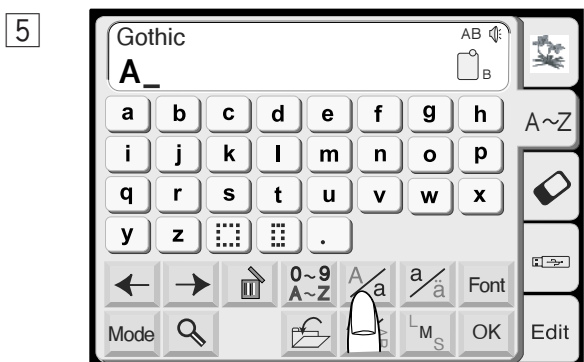 5
Gothic AB
A_ B
a b c d e f g h A~Z
i j k l m n o p
q r s t u v w x
y z .
0~9 A~Z A/a a/ä Font
Mode L M S OK Edit